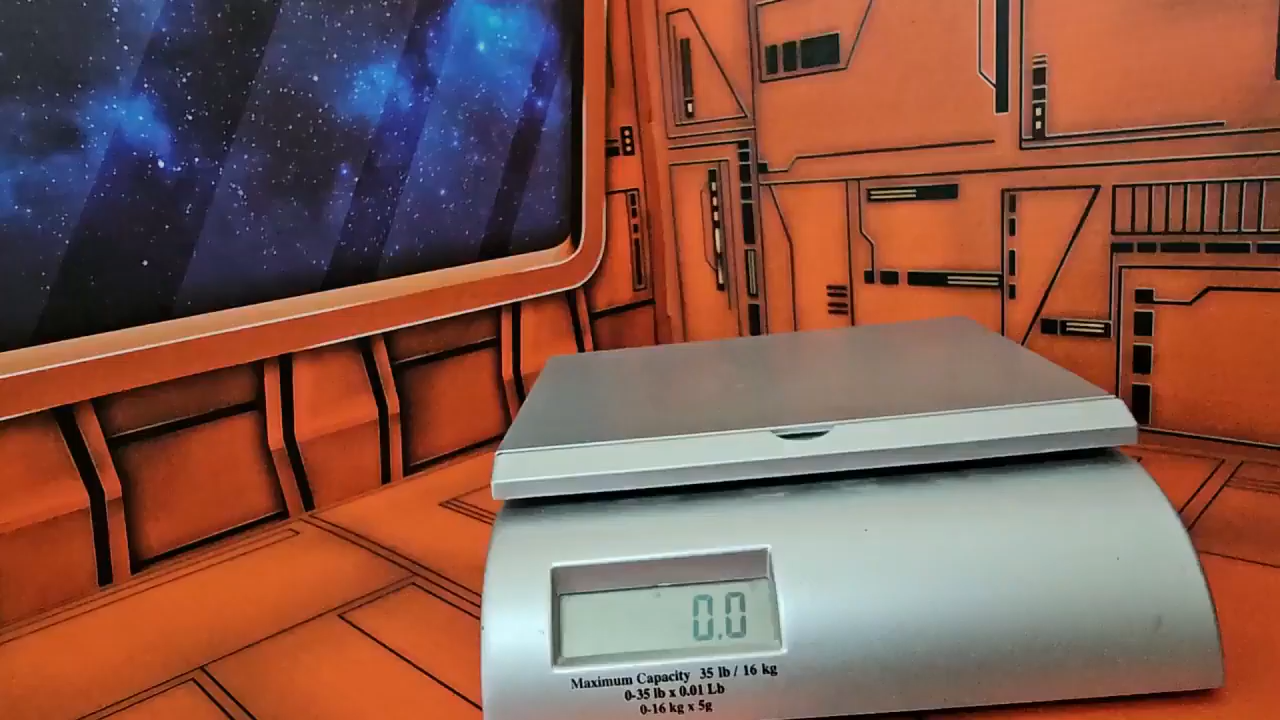 0.0
Maximum Capacity 35 lb / 16 kg
0-35 lb x 0.01 Lb
0-16 kg x 5g